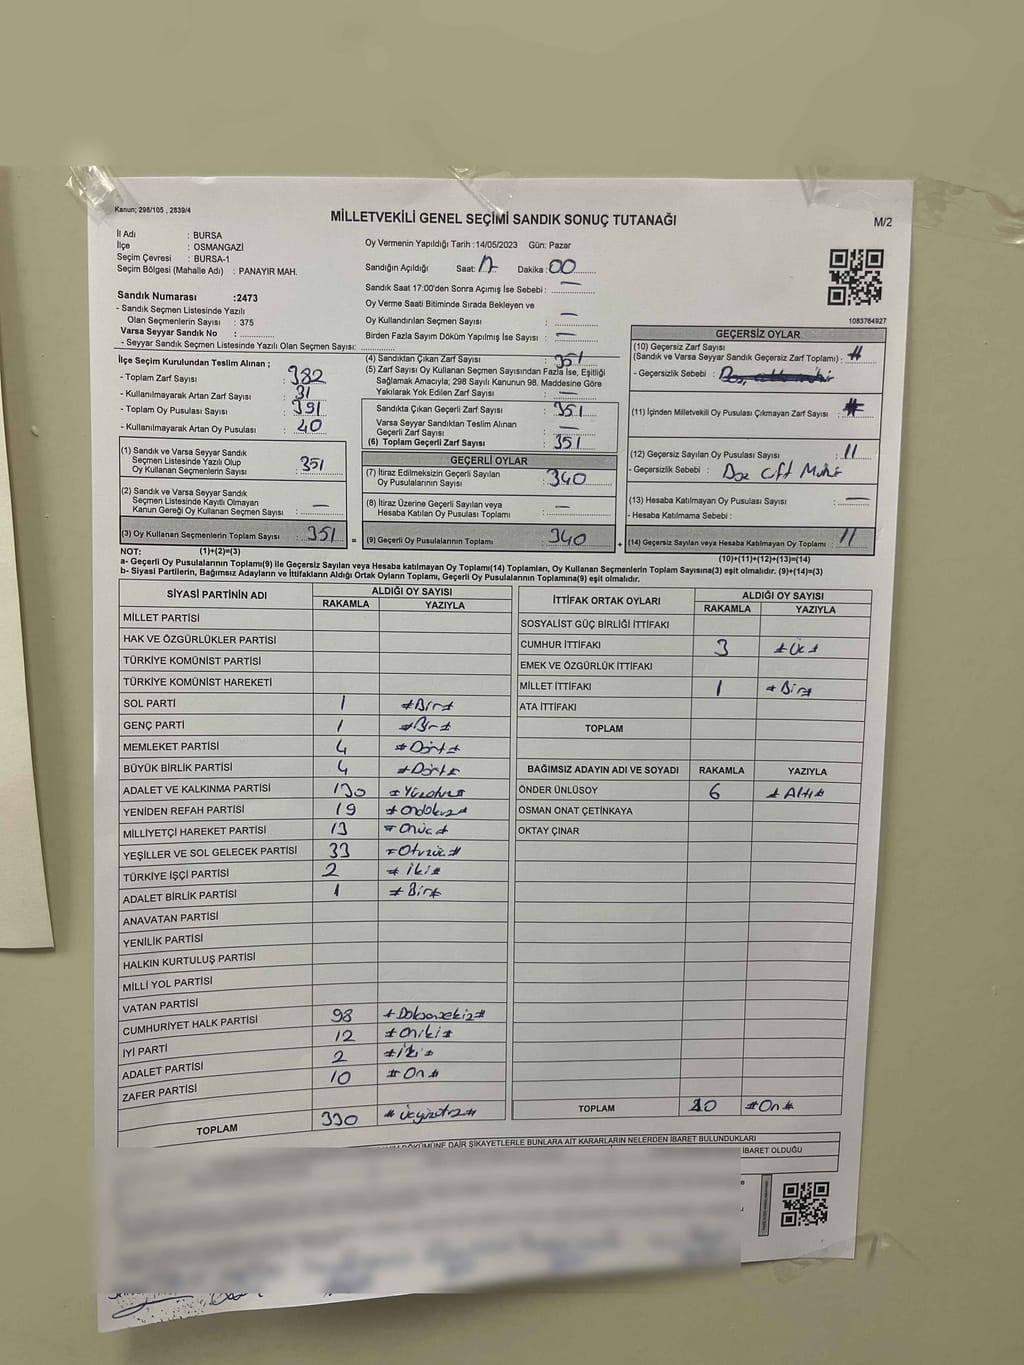 Kanun; 298/105 , 2839/4
MİLLETVEKİLİ GENEL SEÇİMİ SANDIK SONUÇ TUTANAĞI
M/2
İl Adı : BURSA
İlçe : OSMANGAZİ
Seçim Çevresi : BURSA-1
Seçim Bölgesi (Mahalle Adı) : PANAYIR MAH.
Sandık Numarası :2473
- Sandık Seçmen Listesinde Yazılı
Olan Seçmenlerin Sayısı : 375
Varsa Seyyar Sandık No :
- Seyyar Sandık Seçmen Listesinde Yazılı Olan Seçmen Sayısı:
Oy Vermenin Yapıldığı Tarih : 14/05/2023 Gün: Pazar
Sandığın Açıldığı Saat: 17 Dakika : 00
Sandık Saat 17:00'den Sonra Açımış İse Sebebi : —
Oy Verme Saati Bitiminde Sırada Bekleyen ve
Oy Kullandırılan Seçmen Sayısı : —
Birden Fazla Sayım Döküm Yapılmış İse Sayısı : —
1083764927
İlçe Seçim Kurulundan Teslim Alınan ;
- Toplam Zarf Sayısı : 382
- Kullanılmayarak Artan Zarf Sayısı : 31
- Toplam Oy Pusulası Sayısı : 391
- Kullanılmayarak Artan Oy Pusulası : 40
(4) Sandıktan Çıkan Zarf Sayısı : 351
(5) Zarf Sayısı Oy Kullanan Seçmen Sayısından Fazla İse, Eşitliği
Sağlamak Amacıyla; 298 Sayılı Kanunun 98. Maddesine Göre
Yakılarak Yok Edilen Zarf Sayısı : —
Sandıkta Çıkan Geçerli Zarf Sayısı : 351
Varsa Seyyar Sandıktan Teslim Alınan
Geçerli Zarf Sayısı : —
(6) Toplam Geçerli Zarf Sayısı : 351
GEÇERSİZ OYLAR
(10) Geçersiz Zarf Sayısı
(Sandık ve Varsa Seyyar Sandık Geçersiz Zarf Toplamı) : #
- Geçersizlik Sebebi :
(11) İçinden Milletvekili Oy Pusulası Çıkmayan Zarf Sayısı : #
(12) Geçersiz Sayılan Oy Pusulası Sayısı : 11
- Geçersizlik Sebebi : Çift Mühür
(13) Hesaba Katılmayan Oy Pusulası Sayısı : —
- Hesaba Katılmama Sebebi :
(14) Geçersiz Sayılan veya Hesaba Katılmayan Oy Toplamı : 11
(10)+(11)+(12)+(13)=(14)
(1) Sandık ve Varsa Seyyar Sandık
Seçmen Listesinde Yazılı Olup
Oy Kullanan Seçmenlerin Sayısı : 351
(2) Sandık ve Varsa Seyyar Sandık
Seçmen Listesinde Kayıtlı Olmayan
Kanun Gereği Oy Kullanan Seçmen Sayısı : —
(3) Oy Kullanan Seçmenlerin Toplam Sayısı : 351
GEÇERLİ OYLAR
(7) İtiraz Edilmeksizin Geçerli Sayılan
Oy Pusulalarının Sayısı : 340
(8) İtiraz Üzerine Geçerli Sayılan veya
Hesaba Katılan Oy Pusulası Toplamı : —
= (9) Geçerli Oy Pusulalarının Toplamı : 340 +
NOT: (1)+(2)=(3)
a- Geçerli Oy Pusulalarının Toplamı(9) ile Geçersiz Sayılan veya Hesaba Katılmayan Oy Toplamı(14) Toplamları, Oy Kullanan Seçmenlerin Toplam Sayısına(3) eşit olmalıdır. (9)+(14)=(3)
b- Siyasi Partilerin, Bağımsız Adayların ve İttifakların Aldığı Ortak Oyların Toplamı, Geçerli Oy Pusulalarının Toplamına(9) eşit olmalıdır.
SİYASİ PARTİNİN ADI ALDIĞI OY SAYISI
RAKAMLA YAZIYLA
MİLLET PARTİSİ
HAK VE ÖZGÜRLÜKLER PARTİSİ
TÜRKİYE KOMÜNİST PARTİSİ
TÜRKİYE KOMÜNİST HAREKETİ
SOL PARTİ 1 #Bir#
GENÇ PARTİ 1 #Bir#
MEMLEKET PARTİSİ 4 #Dört#
BÜYÜK BİRLİK PARTİSİ 4 #Dört#
ADALET VE KALKINMA PARTİSİ 130 #Yüzotuz#
YENİDEN REFAH PARTİSİ 19 #Ondokuz#
MİLLİYETÇİ HAREKET PARTİSİ 13 #Onüç#
YEŞİLLER VE SOL GELECEK PARTİSİ 33 #Otuzüç#
TÜRKİYE İŞÇİ PARTİSİ 2 #İki#
ADALET BİRLİK PARTİSİ 1 #Bir#
ANAVATAN PARTİSİ
YENİLİK PARTİSİ
HALKIN KURTULUŞ PARTİSİ
MİLLİ YOL PARTİSİ
VATAN PARTİSİ
CUMHURİYET HALK PARTİSİ 98 #Doksansekiz#
İYİ PARTİ 12 #Oniki#
ADALET PARTİSİ 2 #iki#
ZAFER PARTİSİ 10 #On#
TOPLAM 330 #Üçyüzotuz#
İTTİFAK ORTAK OYLARI ALDIĞI OY SAYISI
RAKAMLA YAZIYLA
SOSYALİST GÜÇ BİRLİĞİ İTTİFAKI
CUMHUR İTTİFAKI 3 #Üç#
EMEK VE ÖZGÜRLÜK İTTİFAKI
MİLLET İTTİFAKI 1 #Bir#
ATA İTTİFAKI
TOPLAM
BAĞIMSIZ ADAYIN ADI VE SOYADI RAKAMLA YAZIYLA
ÖNDER ÜNLÜSOY 6 #Altı#
OSMAN ONAT ÇETİNKAYA
OKTAY ÇINAR
TOPLAM 10 #On#
DÖKÜMÜNE DAİR ŞİKAYETLERLE BUNLARA AİT KARARLARIN NELERDEN İBARET BULUNDUKLARI
İBARET OLDUĞU